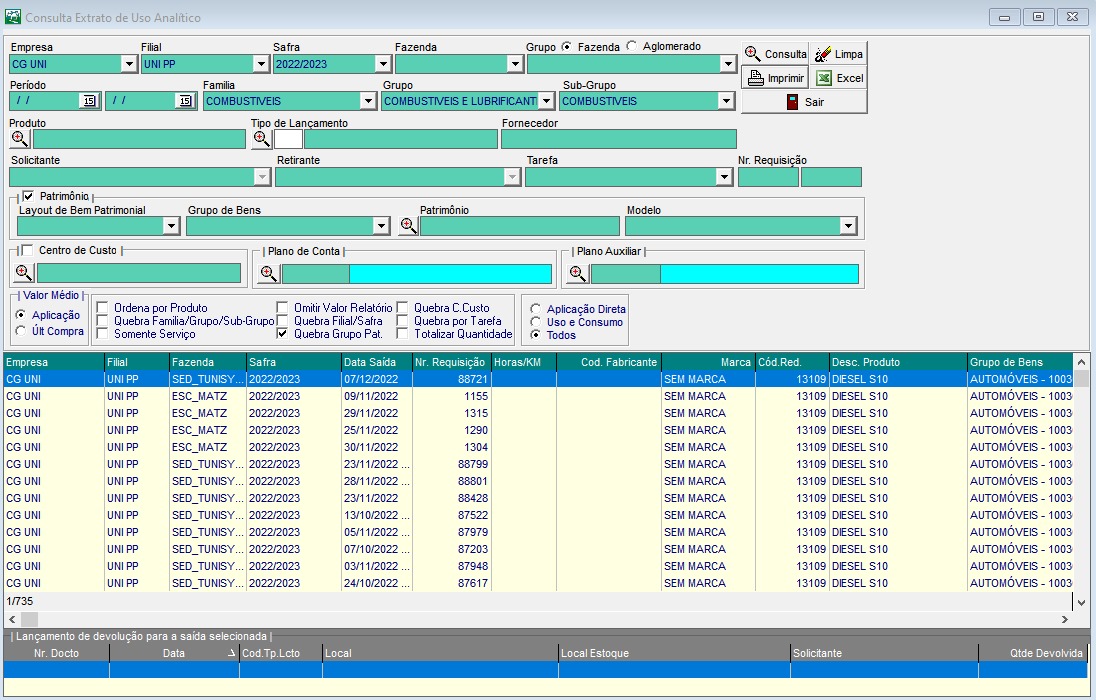 Consulta Extrato de Uso Analítico
Empresa Filial Safra Fazenda Grupo Fazenda Aglomerado
CG UNI UNI PP 2022/2023
Consulta Limpa
Imprimir Excel
Sair
Período Familia Grupo Sub-Grupo
/ / 15 / / 15 COMBUSTIVEIS COMBUSTIVEIS E LUBRIFICANT COMBUSTIVEIS
Produto Tipo de Lançamento Fornecedor
Solicitante Retirante Tarefa Nr. Requisição
Patrimônio
Layout de Bem Patrimonial Grupo de Bens Patrimônio Modelo
Centro de Custo Plano de Conta Plano Auxiliar
Valor Médio
Aplicação
Últ Compra
Ordena por Produto Omitir Valor Relatório Quebra C.Custo
Quebra Familia/Grupo/Sub-Grupo Quebra Filial/Safra Quebra por Tarefa
Somente Serviço Quebra Grupo Pat. Totalizar Quantidade
Aplicação Direta
Uso e Consumo
Todos
Empresa Filial Fazenda Safra Data Saída Nr. Requisição Horas/KM Cod. Fabricante Marca Cód.Red. Desc. Produto Grupo de Bens
CG UNI UNI PP SED_TUNISY... 2022/2023 07/12/2022 88721 SEM MARCA 13109 DIESEL S10 AUTOMÓVEIS - 1003
CG UNI UNI PP ESC_MATZ 2022/2023 09/11/2022 1155 SEM MARCA 13109 DIESEL S10 AUTOMÓVEIS - 1003
CG UNI UNI PP ESC_MATZ 2022/2023 29/11/2022 1315 SEM MARCA 13109 DIESEL S10 AUTOMÓVEIS - 1003
CG UNI UNI PP ESC_MATZ 2022/2023 25/11/2022 1290 SEM MARCA 13109 DIESEL S10 AUTOMÓVEIS - 1003
CG UNI UNI PP ESC_MATZ 2022/2023 30/11/2022 1304 SEM MARCA 13109 DIESEL S10 AUTOMÓVEIS - 1003
CG UNI UNI PP SED_TUNISY... 2022/2023 23/11/2022 ... 88799 SEM MARCA 13109 DIESEL S10 AUTOMÓVEIS - 1003
CG UNI UNI PP SED_TUNISY... 2022/2023 28/11/2022 ... 88801 SEM MARCA 13109 DIESEL S10 AUTOMÓVEIS - 1003
CG UNI UNI PP SED_TUNISY... 2022/2023 23/11/2022 88428 SEM MARCA 13109 DIESEL S10 AUTOMÓVEIS - 1003
CG UNI UNI PP SED_TUNISY... 2022/2023 13/10/2022 ... 87522 SEM MARCA 13109 DIESEL S10 AUTOMÓVEIS - 1003
CG UNI UNI PP SED_TUNISY... 2022/2023 05/11/2022 ... 87979 SEM MARCA 13109 DIESEL S10 AUTOMÓVEIS - 1003
CG UNI UNI PP SED_TUNISY... 2022/2023 07/10/2022 ... 87203 SEM MARCA 13109 DIESEL S10 AUTOMÓVEIS - 1003
CG UNI UNI PP SED_TUNISY... 2022/2023 03/11/2022 ... 87948 SEM MARCA 13109 DIESEL S10 AUTOMÓVEIS - 1003
CG UNI UNI PP SED_TUNISY... 2022/2023 24/10/2022 ... 87617 SEM MARCA 13109 DIESEL S10 AUTOMÓVEIS - 1003
1/735
Lançamento de devolução para a saída selecionada
Nr. Docto Data Cod.Tp.Lcto Local Local Estoque Solicitante Qtde Devolvida